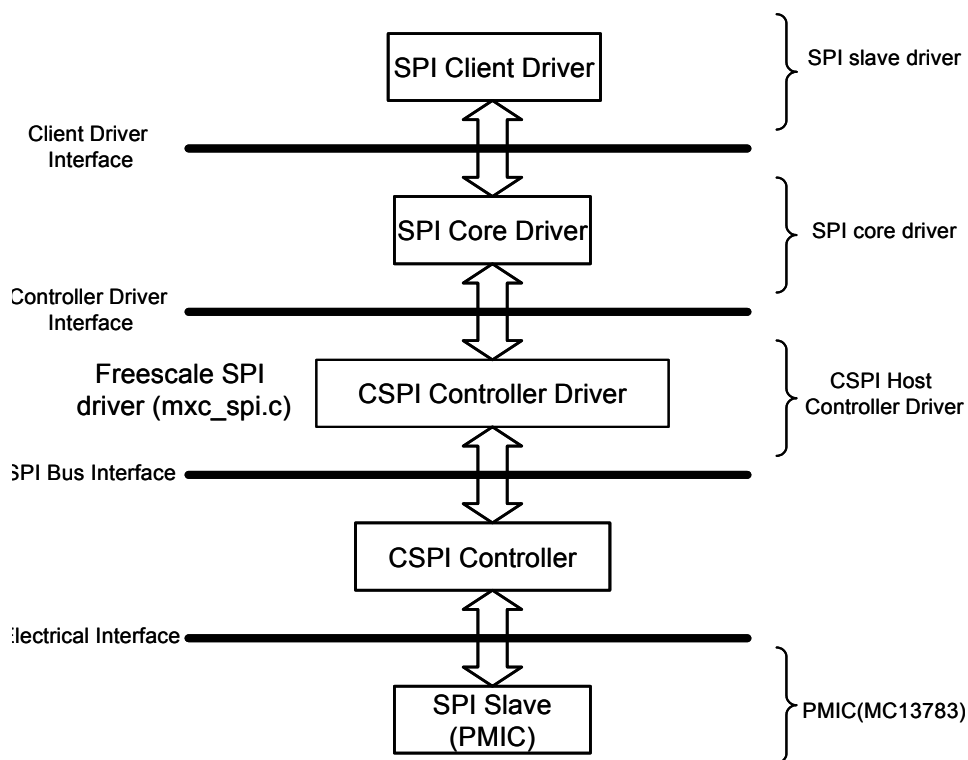 SPI Client Driver
SPI slave driver
Client Driver
Interface
SPI Core Driver
SPI core driver
Controller Driver
Interface
Freescale SPI
driver (mxc_spi.c)
CSPI Controller Driver
CSPI Host
Controller Driver
SPI Bus Interface
CSPI Controller
Electrical Interface
SPI Slave
(PMIC)
PMIC(MC13783)